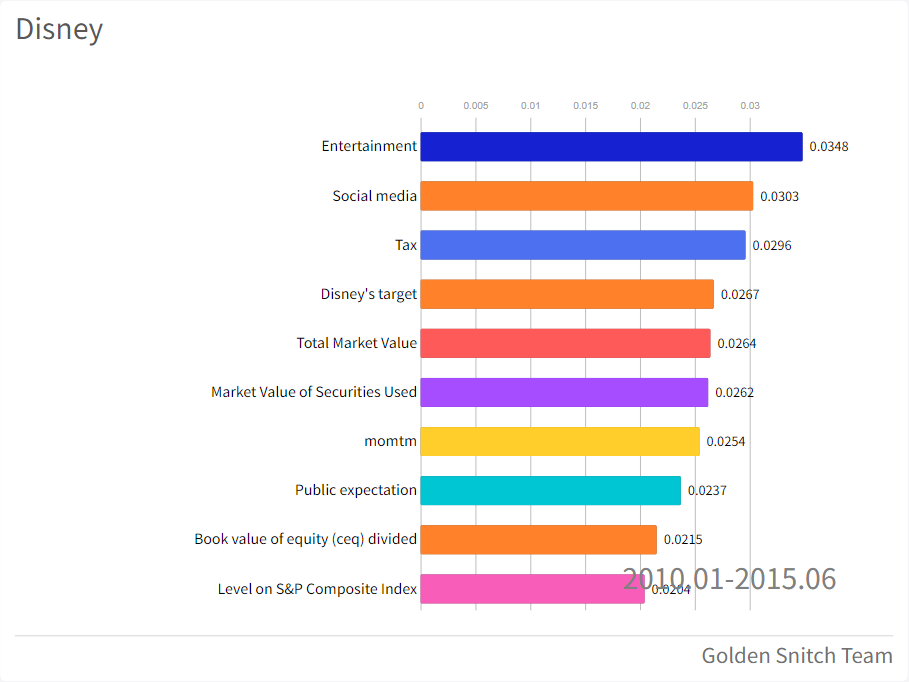 Disney
0 0.005 0.01 0.015 0.02 0.025 0.03
Entertainment 0.0348
Social media 0.0303
Tax 0.0296
Disney's target 0.0267
Total Market Value 0.0264
Market Value of Securities Used 0.0262
momtm 0.0254
Public expectation 0.0237
Book value of equity (ceq) divided 0.0215
2010.01-2015.06
Level on S&P Composite Index 0.0204
Golden Snitch Team